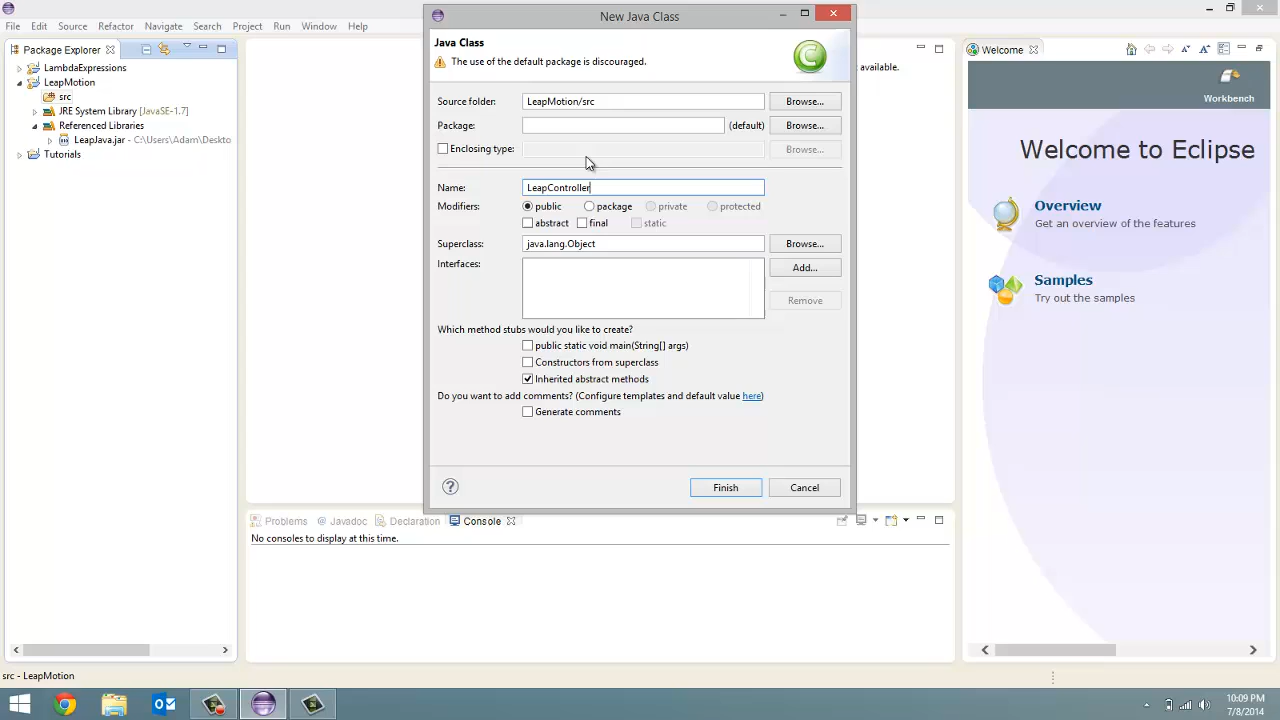 New Java Class
File Edit Source Refactor Navigate Search Project Run Window Help
Package Explorer
LambdaExpressions
LeapMotion
src
JRE System Library [JavaSE-1.7]
Referenced Libraries
LeapJava.jar - C:\Users\Adam\Deskto
Tutorials
Java Class
The use of the default package is discouraged.
Source folder: LeapMotion/src Browse...
Package: (default) Browse...
Enclosing type: Browse...
Name: LeapController
Modifiers: public package private protected
abstract final static
Superclass: java.lang.Object Browse...
Interfaces: Add...
Remove
Which method stubs would you like to create?
public static void main(String[] args)
Constructors from superclass
Inherited abstract methods
Do you want to add comments? (Configure templates and default value here)
Generate comments
Finish Cancel
available.
Welcome
Workbench
Welcome to Eclipse
Overview
Get an overview of the features
Samples
Try out the samples
Problems Javadoc Declaration Console
No consoles to display at this time.
src - LeapMotion
10:09 PM
7/8/2014